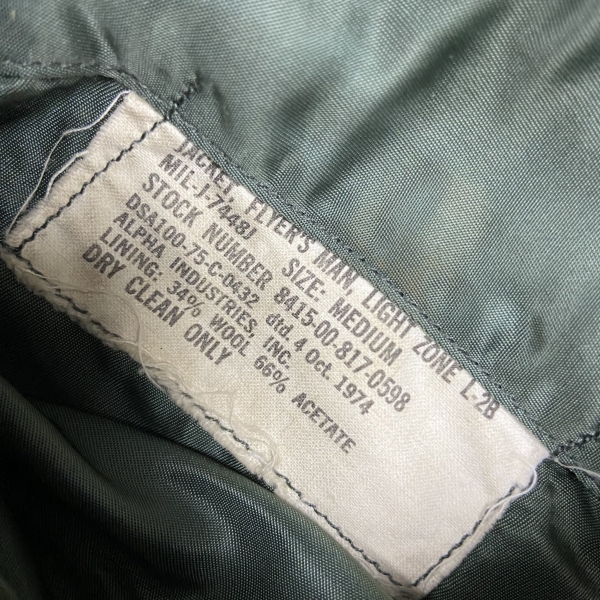 JACKET, FLYER'S MAN, LIGHT ZONE L-2B
MIL-J-7448J SIZE: MEDIUM
STOCK NUMBER 8415-00-817-0598
DSA100-75-C-0432 dtd. 4 Oct. 1974
ALPHA INDUSTRIES, INC.
LINING; 34% WOOL 66% ACETATE
DRY CLEAN ONLY